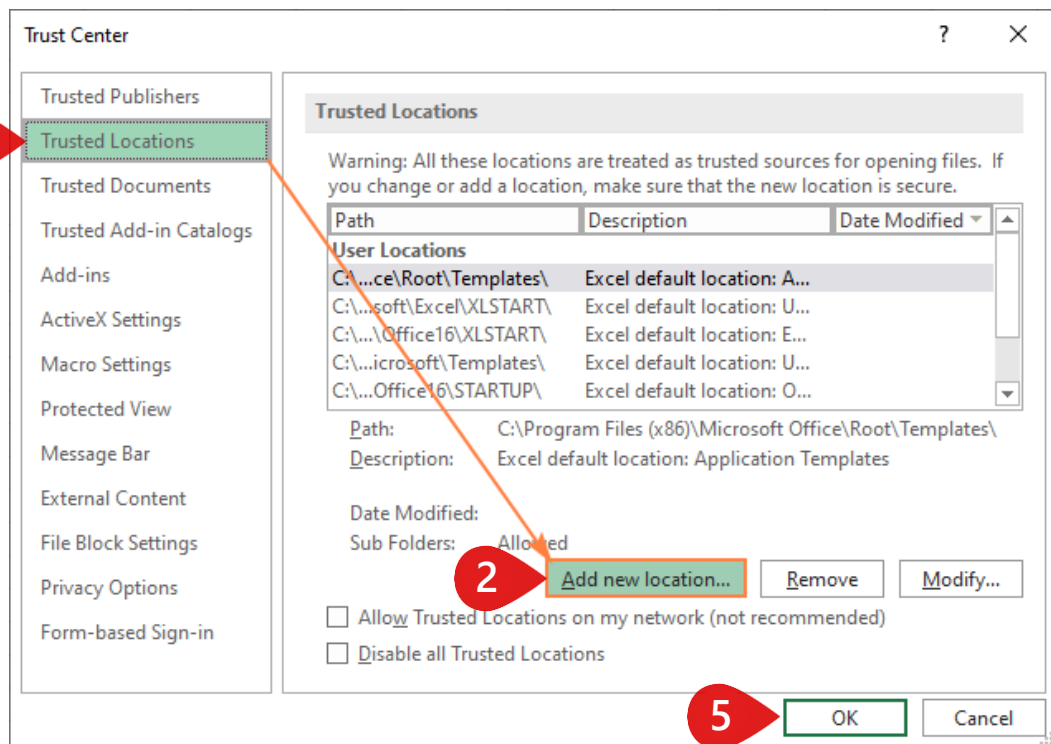 Trust Center
?
Trusted Publishers
Trusted Locations
Trusted Documents
Trusted Add-in Catalogs
Add-ins
ActiveX Settings
Macro Settings
Protected View
Message Bar
External Content
File Block Settings
Privacy Options
Form-based Sign-in
Trusted Locations
Warning: All these locations are treated as trusted sources for opening files. If
you change or add a location, make sure that the new location is secure.
Path Description Date Modified
User Locations
C:\...ce\Root\Templates\ Excel default location: A...
C:\...soft\Excel\XLSTART\ Excel default location: U...
C:\...\Office16\XLSTART\ Excel default location: E...
C:\...icrosoft\Templates\ Excel default location: U...
C:\...Office16\STARTUP\ Excel default location: O...
Path: C:\Program Files (x86)\Microsoft Office\Root\Templates\
Description: Excel default location: Application Templates
Date Modified:
Sub Folders: Allowed
2 Add new location... Remove Modify...
Allow Trusted Locations on my network (not recommended)
Disable all Trusted Locations
5 OK Cancel